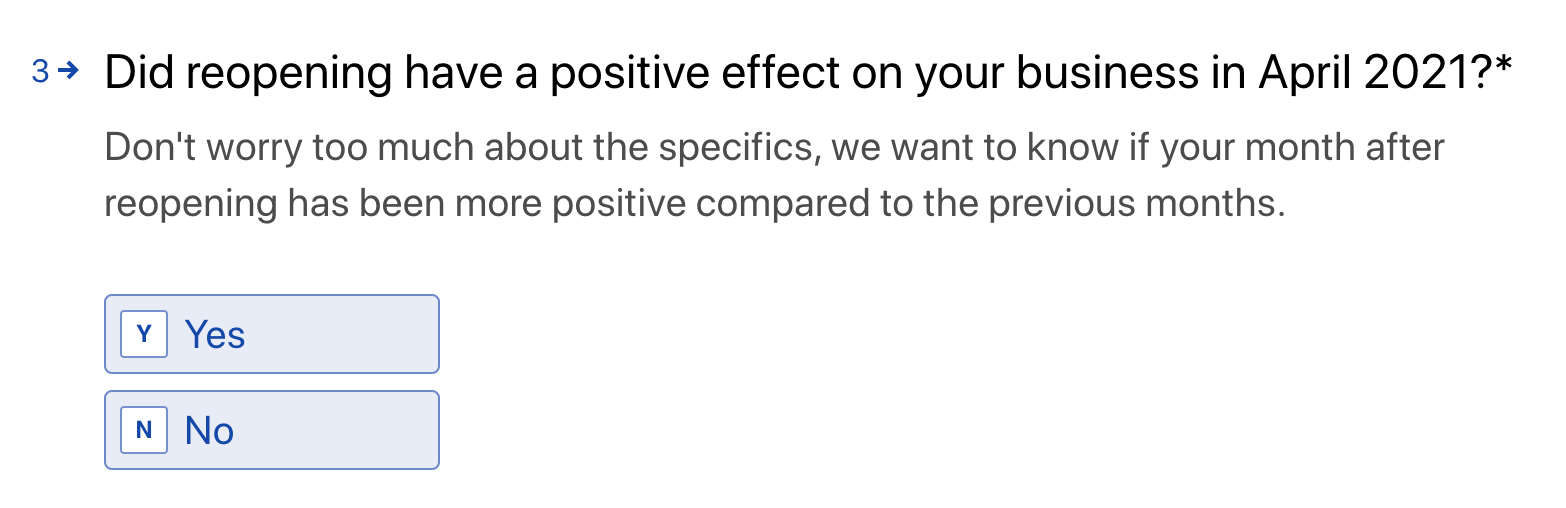 3 → Did reopening have a positive effect on your business in April 2021?*
Don't worry too much about the specifics, we want to know if your month after
reopening has been more positive compared to the previous months.
Y Yes
N No